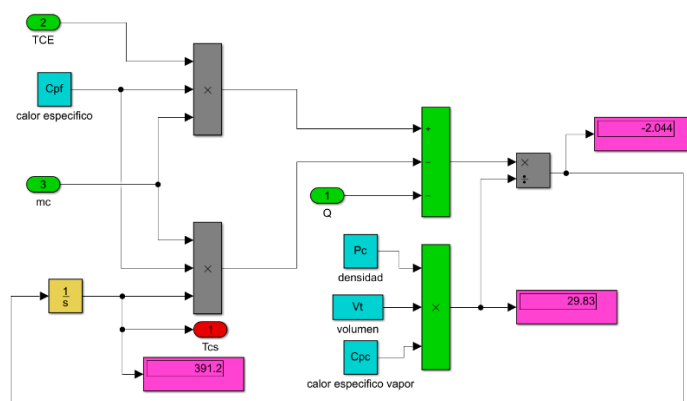 2
TCE
Cpf
calor especifico
×
3
mc
×
+
−
−
1
Q
×
÷
-2.044
Pc
densidad
Vt
volumen
×
Cpc
calor especifico vapor
29.83
1
s
1
Tcs
391.2